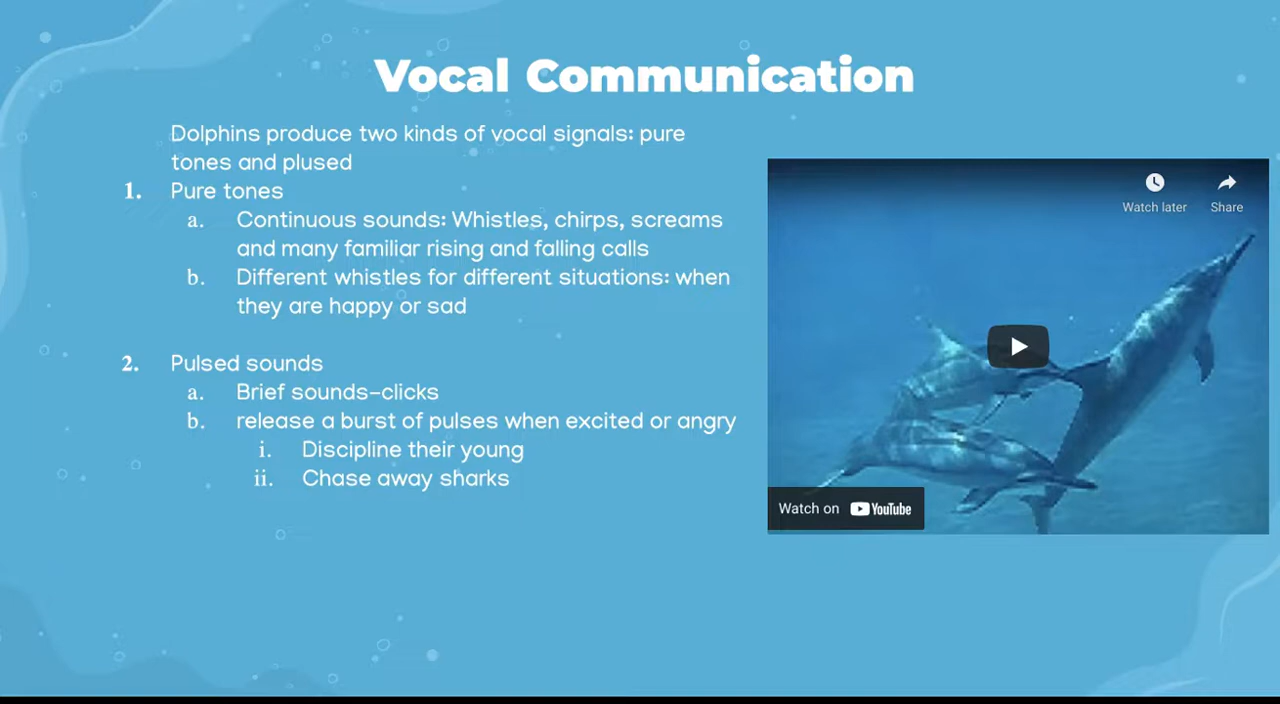 Vocal Communication
Dolphins produce two kinds of vocal signals: pure
tones and plused
1. Pure tones
a. Continuous sounds: Whistles, chirps, screams
and many familiar rising and falling calls
b. Different whistles for different situations: when
they are happy or sad
2. Pulsed sounds
a. Brief sounds-clicks
b. release a burst of pulses when excited or angry
i. Discipline their young
ii. Chase away sharks
Watch later Share
Watch on YouTube